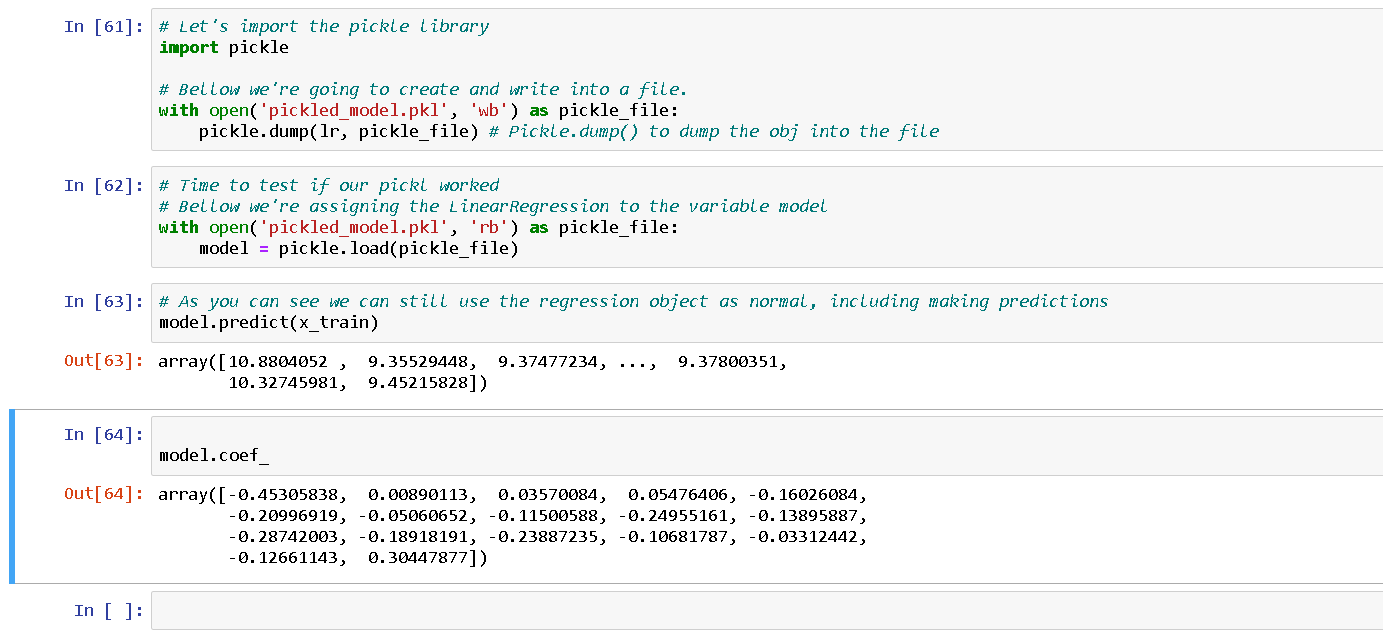 In [61]: # Let's import the pickle library
import pickle
# Bellow we're going to create and write into a file.
with open('pickled_model.pkl', 'wb') as pickle_file:
    pickle.dump(lr, pickle_file) # Pickle.dump() to dump the obj into the file
In [62]: # Time to test if our pickl worked
# Bellow we're assigning the LinearRegression to the variable model
with open('pickled_model.pkl', 'rb') as pickle_file:
    model = pickle.load(pickle_file)
In [63]: # As you can see we can still use the regression object as normal, including making predictions
model.predict(x_train)
Out[63]: array([10.8804052 ,  9.35529448,  9.37477234, ...,  9.37800351,
       10.32745981,  9.45215828])
In [64]:
model.coef_
Out[64]: array([-0.45305838,  0.00890113,  0.03570084,  0.05476406, -0.16026084,
       -0.20996919, -0.05060652, -0.11500588, -0.24955161, -0.13895887,
       -0.28742003, -0.18918191, -0.23887235, -0.10681787, -0.03312442,
       -0.12661143,  0.30447877])
In [ ]: